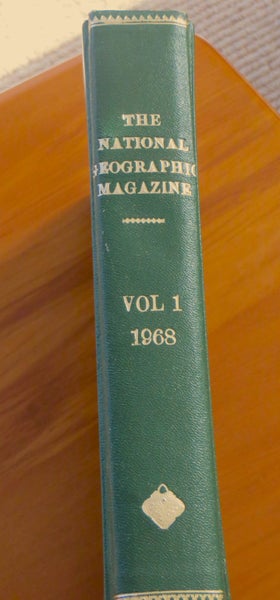 THE
NATIONAL
GEOGRAPHIC
MAGAZINE
VOL 1
1968